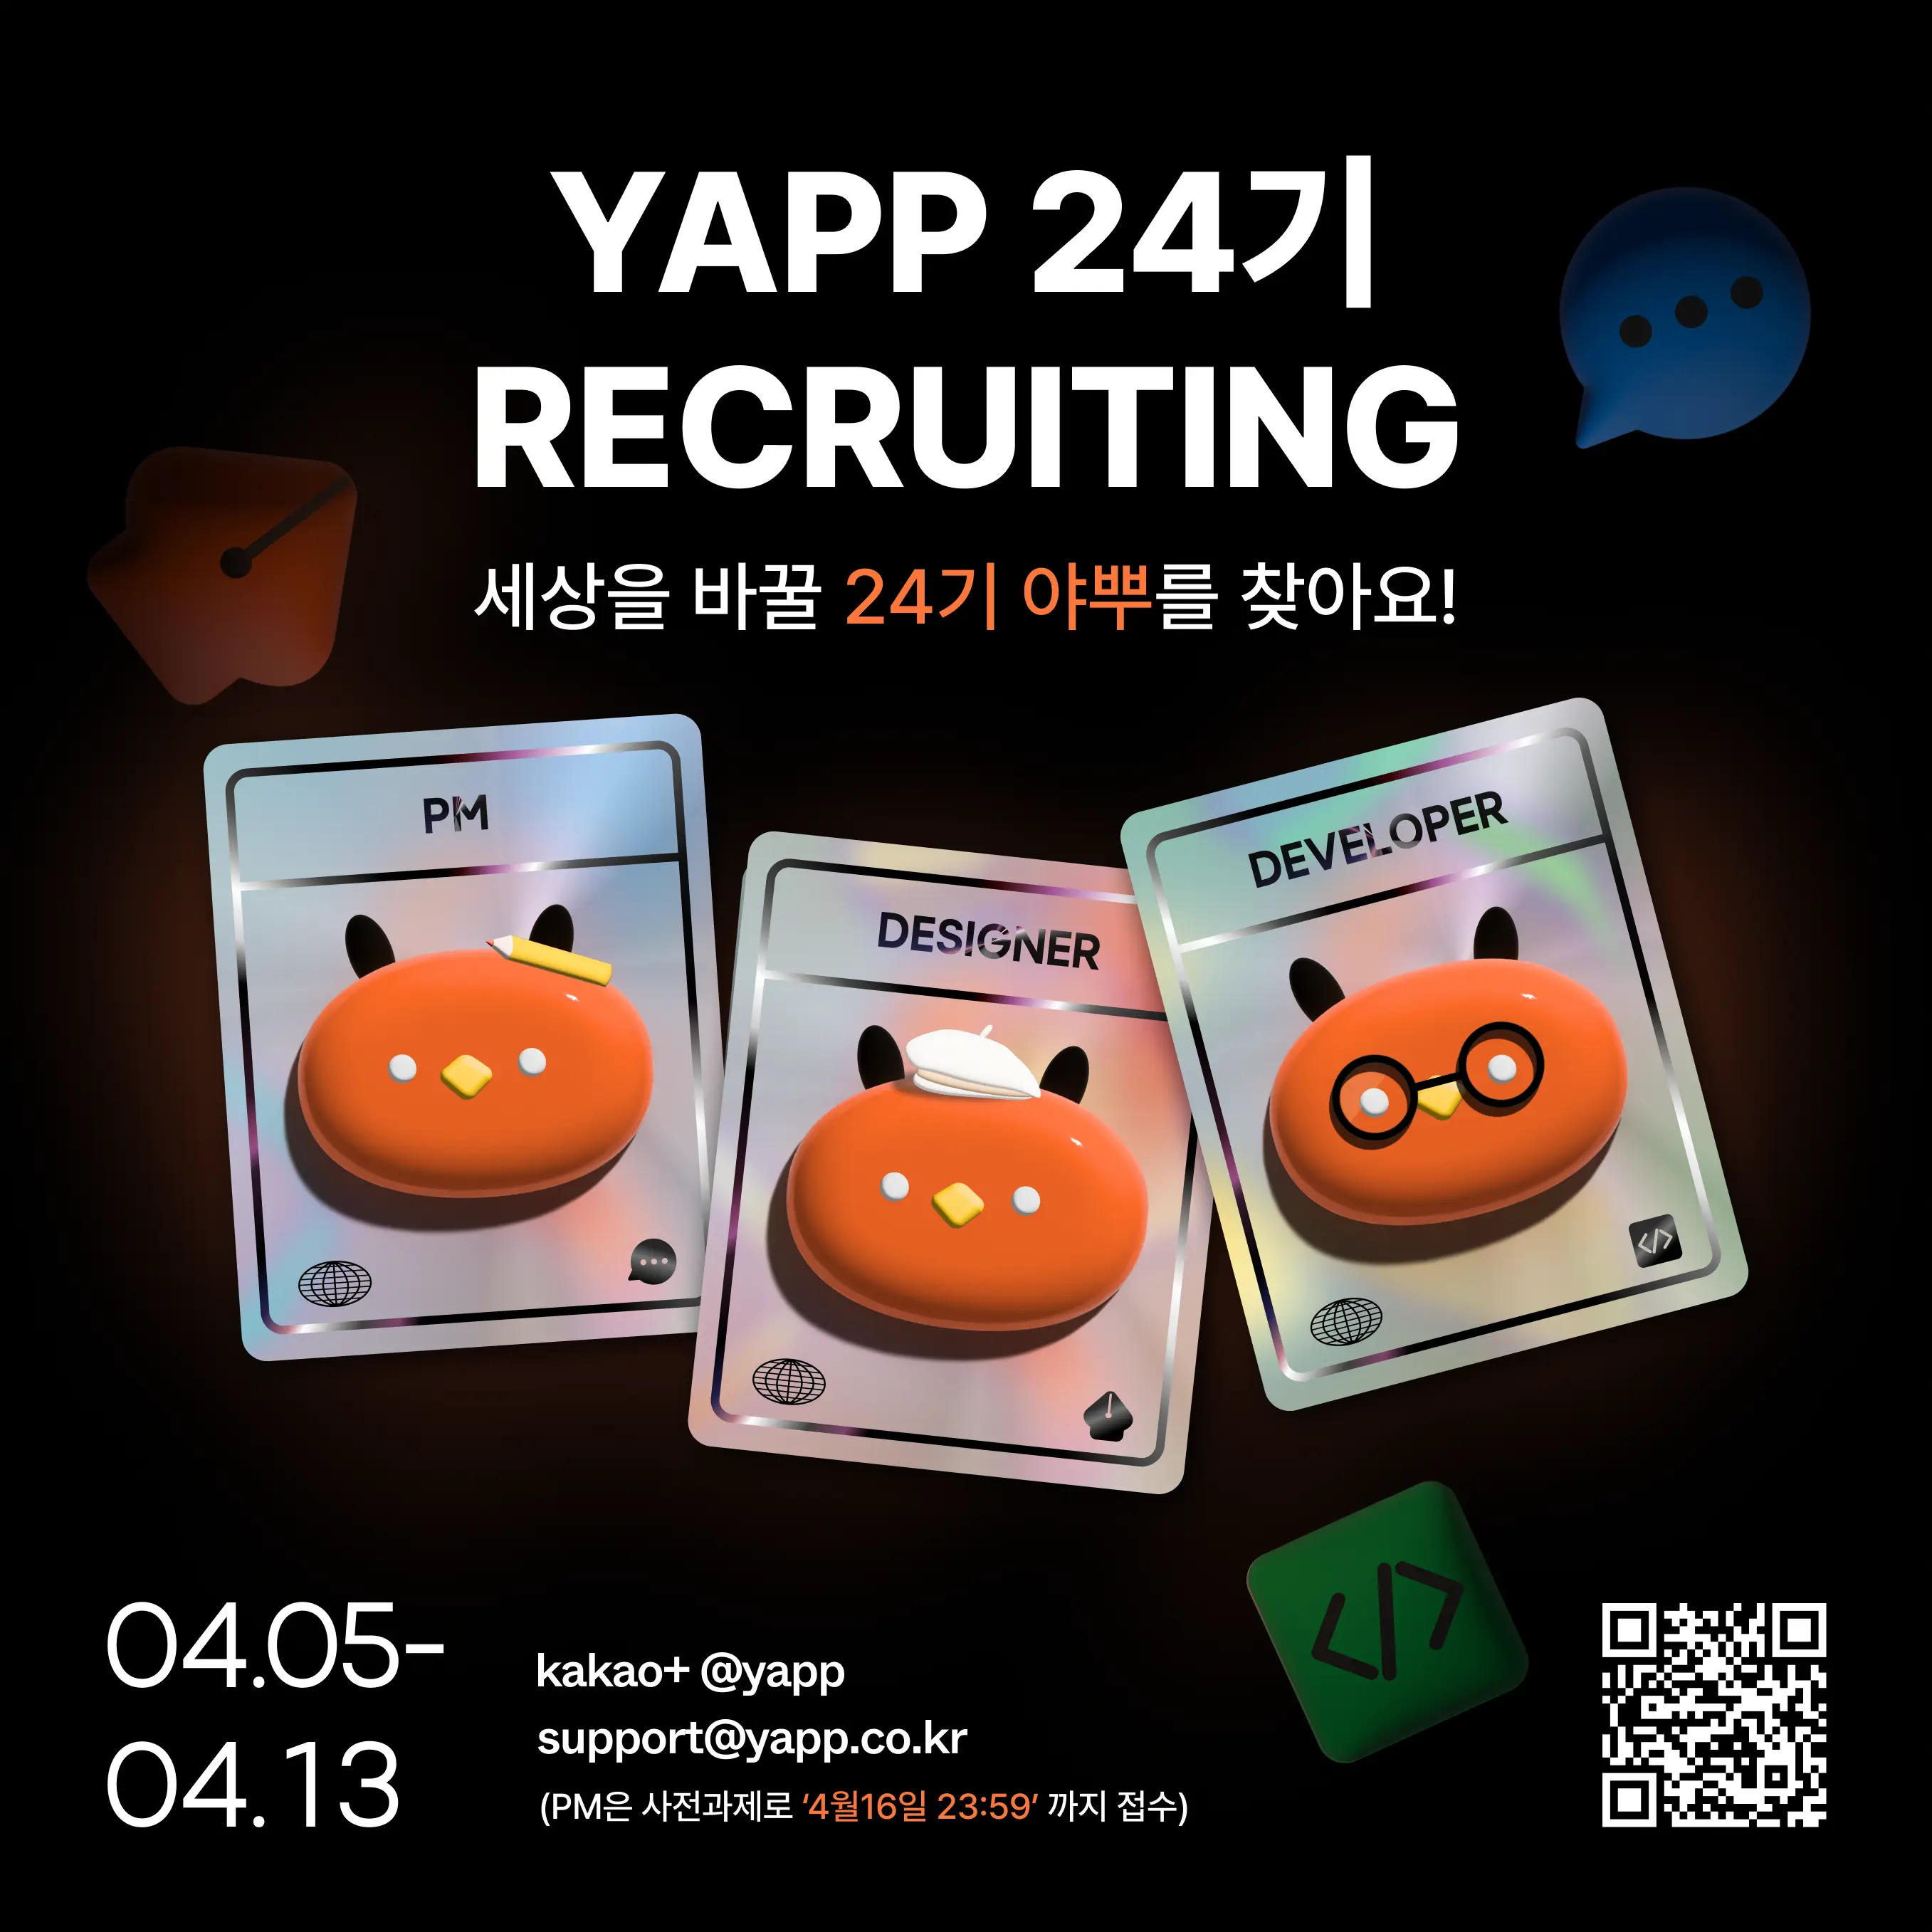 YAPP 24기
RECRUITING
세상을 바꿀 24기 야뿌를 찾아요!
PM
DESIGNER
DEVELOPER
</>
</>
04.05-
04.13
kakao+ @yapp
support@yapp.co.kr
(PM은 사전과제로 ‘4월16일 23:59’ 까지 접수)